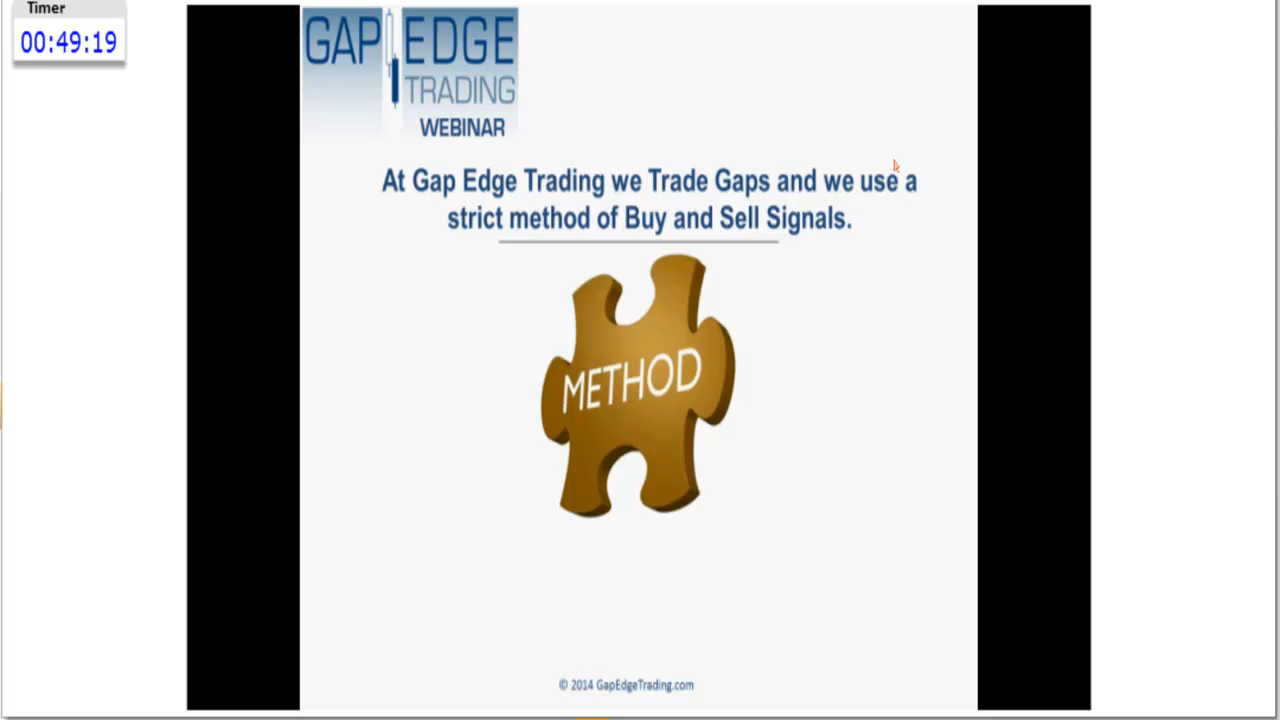 Timer
00:49:19
GAP EDGE
TRADING
WEBINAR
At Gap Edge Trading we Trade Gaps and we use a
strict method of Buy and Sell Signals.
METHOD
© 2014 GapEdgeTrading.com